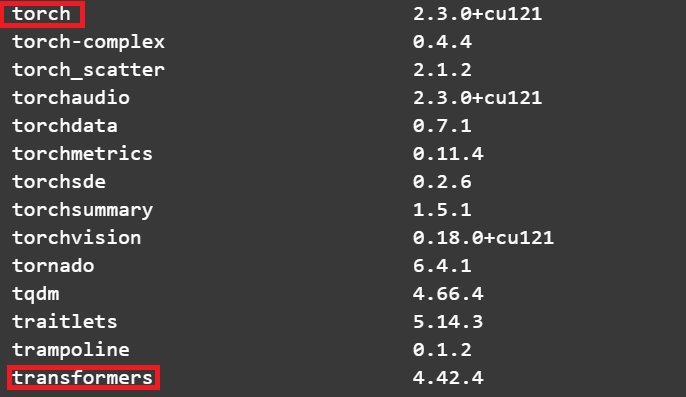 torch 2.3.0+cu121
torch-complex 0.4.4
torch_scatter 2.1.2
torchaudio 2.3.0+cu121
torchdata 0.7.1
torchmetrics 0.11.4
torchsde 0.2.6
torchsummary 1.5.1
torchvision 0.18.0+cu121
tornado 6.4.1
tqdm 4.66.4
traitlets 5.14.3
trampoline 0.1.2
transformers 4.42.4